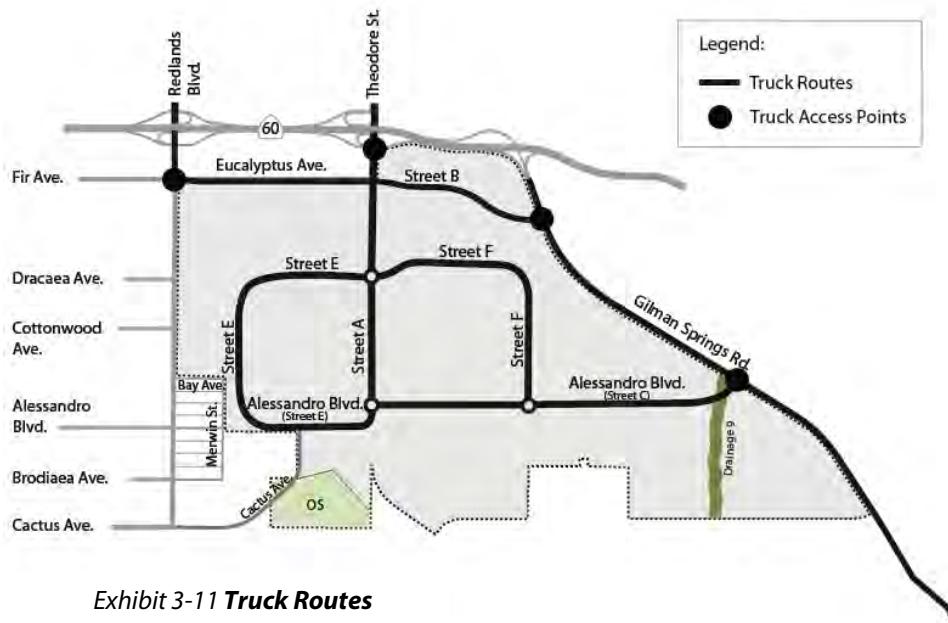 Redlands
Blvd.
Theodore St.
Legend:
Truck Routes
Truck Access Points
60
Fir Ave.
Eucalyptus Ave.
Street B
Dracaea Ave.
Street E
Street F
Cottonwood
Ave.
Street E
Street A
Street F
Gilman Springs Rd.
Bay Ave.
Alessandro
Blvd.
Merwin St.
Alessandro Blvd.
(Street E)
Alessandro Blvd.
(Street C)
Drainage 9
Brodiaea Ave.
Cactus Ave.
OS
Cactus Ave.
Exhibit 3-11 Truck Routes